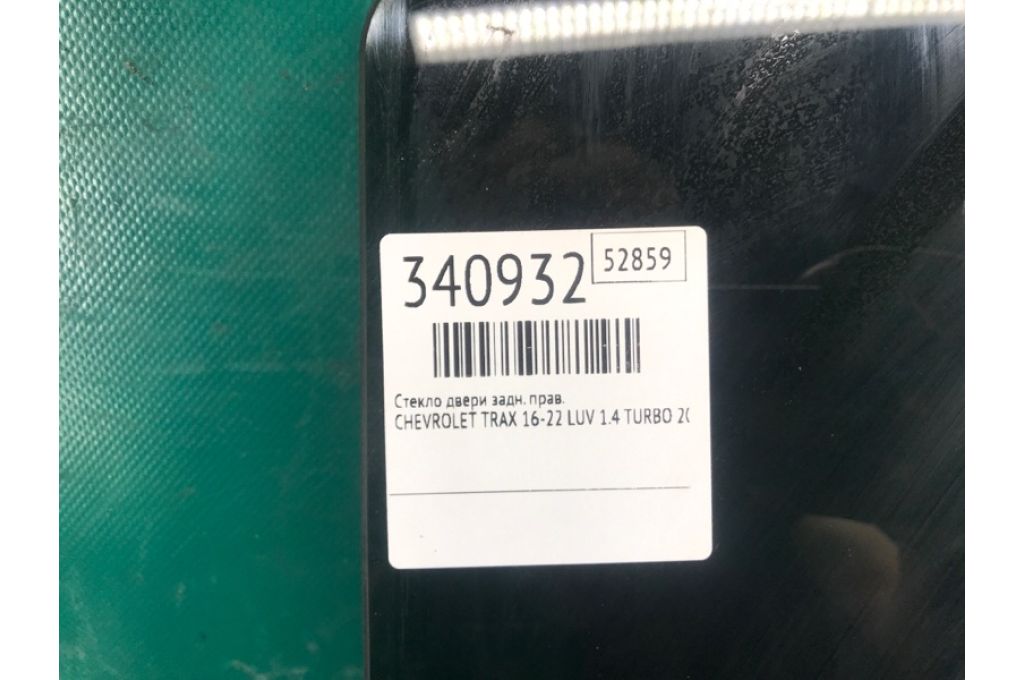 340932
52859
Стекло двери задн. прав.
CHEVROLET TRAX 16-22 LUV 1.4 TURBO